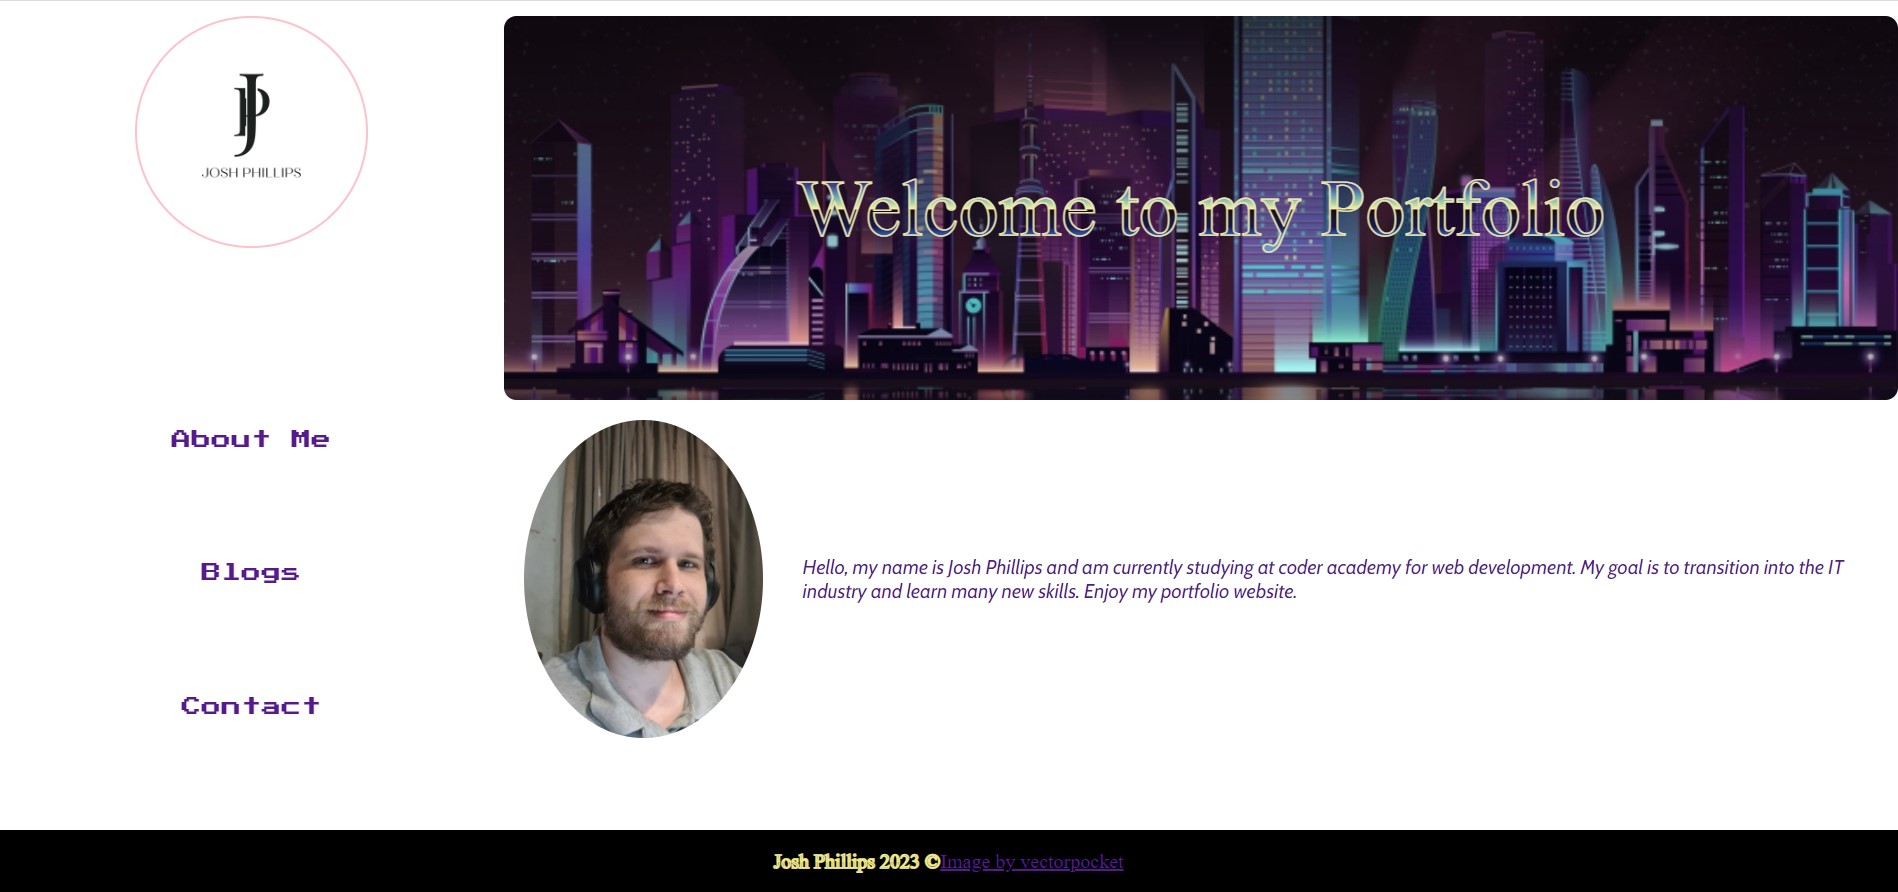 JP
JOSH PHILLIPS
Welcome to my Portfolio
About Me
Blogs
Contact
Hello, my name is Josh Phillips and am currently studying at coder academy for web development. My goal is to transition into the IT
industry and learn many new skills. Enjoy my portfolio website.
Josh Phillips 2023 ©Image by vectorpocket